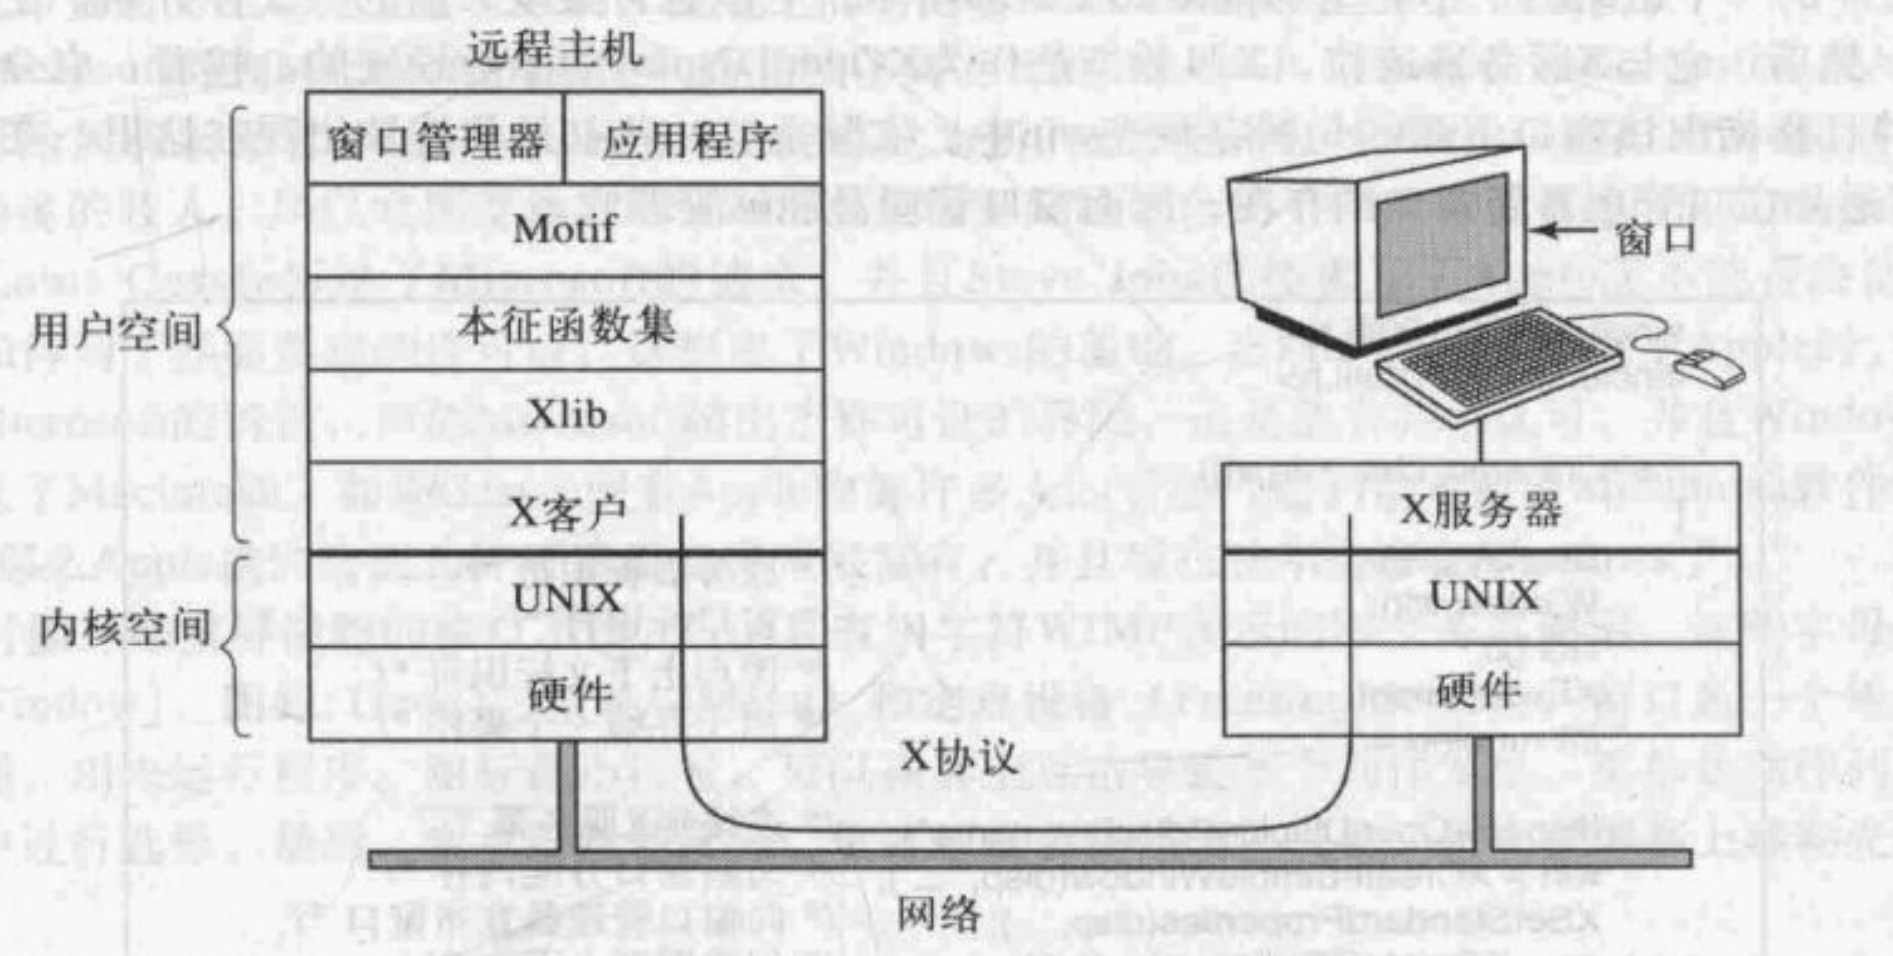 远程主机
窗口管理器
应用程序
Motif
本征函数集
Xlib
X客户
UNIX
硬件
用户空间
内核空间
窗口
X服务器
UNIX
硬件
X协议
网络